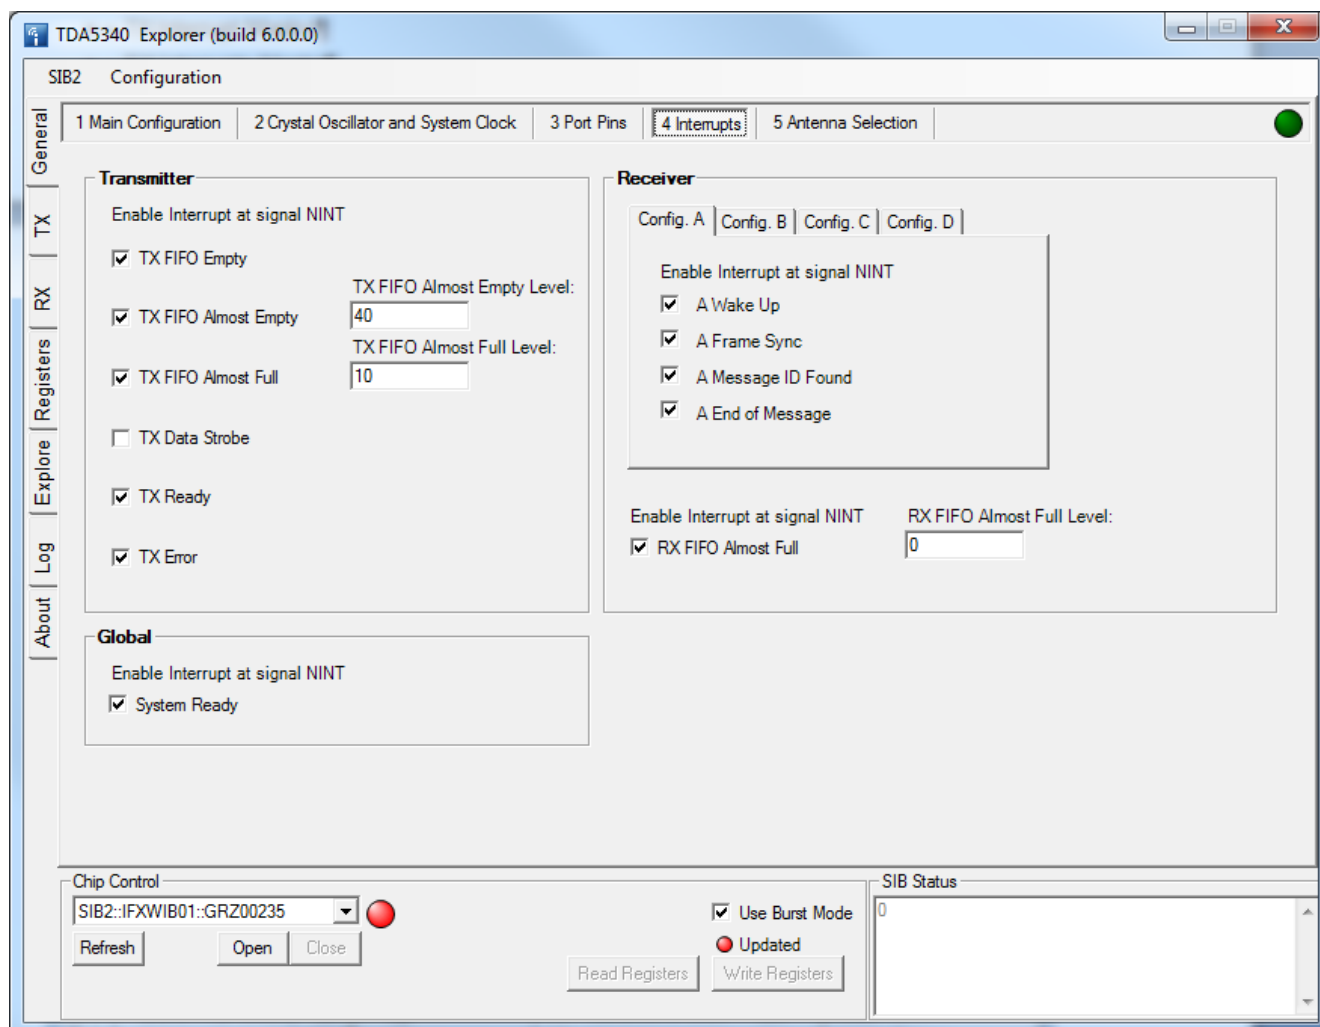 TDA5340 Explorer (build 6.0.0.0)
SIB2 Configuration
General
TX
RX
Registers
Explore
Log
About
1 Main Configuration 2 Crystal Oscillator and System Clock 3 Port Pins 4 Interrupts 5 Antenna Selection
Transmitter
Enable Interrupt at signal NINT
TX FIFO Empty
TX FIFO Almost Empty Level:
TX FIFO Almost Empty 40
TX FIFO Almost Full Level:
TX FIFO Almost Full 10
TX Data Strobe
TX Ready
TX Error
Receiver
Config. A Config. B Config. C Config. D
Enable Interrupt at signal NINT
A Wake Up
A Frame Sync
A Message ID Found
A End of Message
Enable Interrupt at signal NINT RX FIFO Almost Full Level:
RX FIFO Almost Full 0
Global
Enable Interrupt at signal NINT
System Ready
Chip Control
SIB2::IFXWIB01::GRZ00235
Refresh Open Close
Use Burst Mode
Updated
Read Registers Write Registers
SIB Status
0